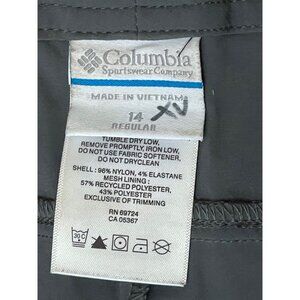 Columbia
Sportswear Company
MADE IN VIETNAM
14
XV
REGULAR
TUMBLE DRY LOW,
REMOVE PROMPTLY, IRON LOW,
DO NOT USE FABRIC SOFTENER,
DO NOT DRYCLEAN
SHELL : 96% NYLON, 4% ELASTANE
MESH LINING :
57% RECYCLED POLYESTER,
43% POLYESTER
EXCLUSIVE OF TRIMMING
RN 69724
CA 05367
30 C